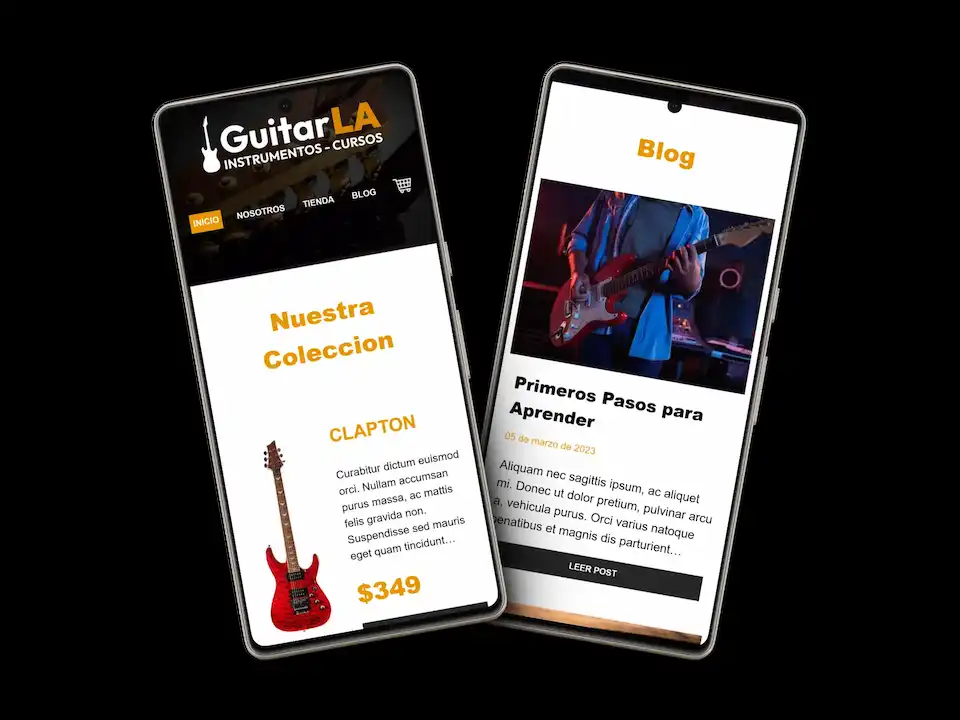 GuitarLA
INSTRUMENTOS - CURSOS
INICIO NOSOTROS TIENDA BLOG
Nuestra
Coleccion
CLAPTON
Curabitur dictum euismod
orci. Nullam accumsan
purus massa, ac mattis
felis gravida non.
Suspendisse sed mauris
eget quam tincidunt...
$349
Blog
Primeros Pasos para
Aprender
05 de marzo de 2023
Aliquam nec sagittis ipsum, ac aliquet
mi. Donec ut dolor pretium, pulvinar arcu
a, vehicula purus. Orci varius natoque
penatibus et magnis dis parturient...
LEER POST